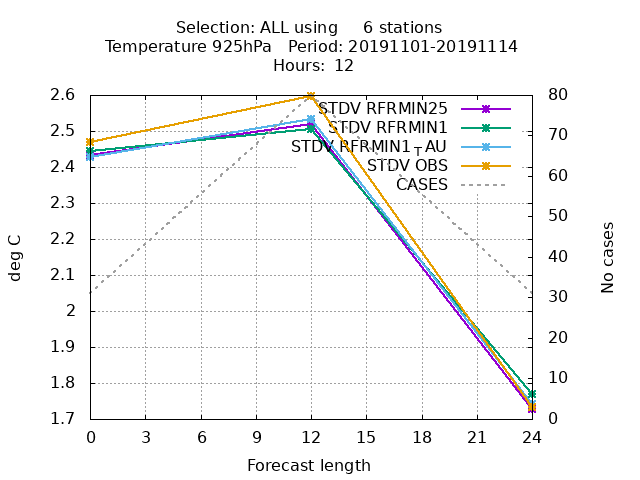 Selection: ALL using     6 stations
Temperature 925hPa   Period: 20191101-20191114
Hours:  12
2.6
2.5
2.4
2.3
2.2
2.1
2
1.9
1.8
1.7
deg C
STDV RFRMIN25
STDV RFRMIN1
STDV RFRMIN1TAU
STDV OBS
CASES
80
70
60
50
40
30
20
10
0
No cases
0 3 6 9 12 15 18 21 24
Forecast length